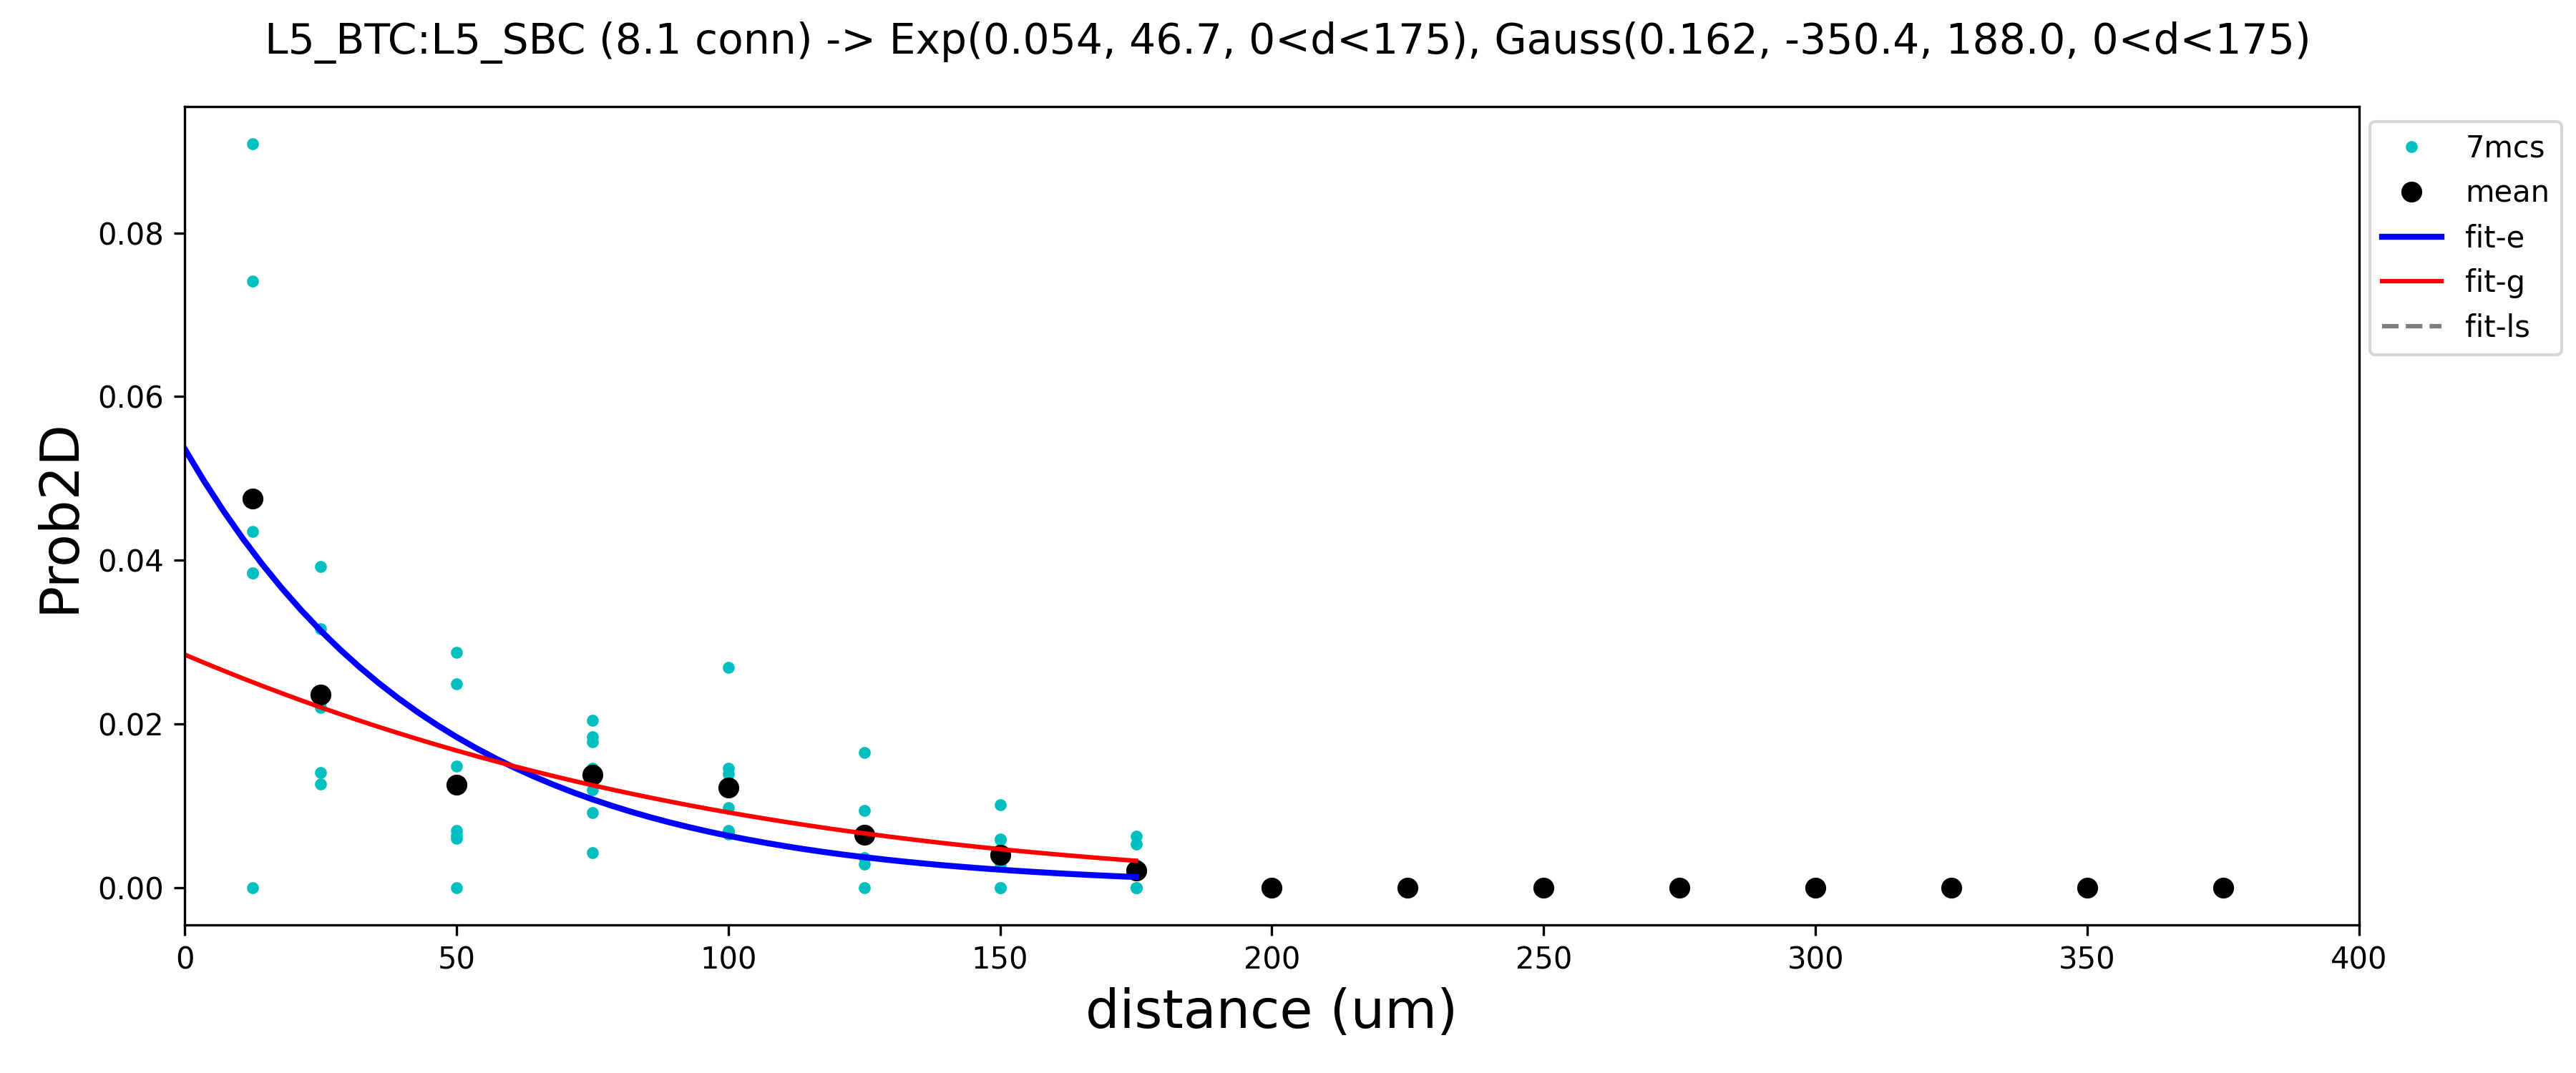 L5_BTC:L5_SBC (8.1 conn) -> Exp(0.054, 46.7, 0<d<175), Gauss(0.162, -350.4, 188.0, 0<d<175)
7mcs
mean
fit-e
fit-g
fit-ls
Prob2D
0.08
0.06
0.04
0.02
0.00
0 50 100 150 200 250 300 350 400
distance (um)